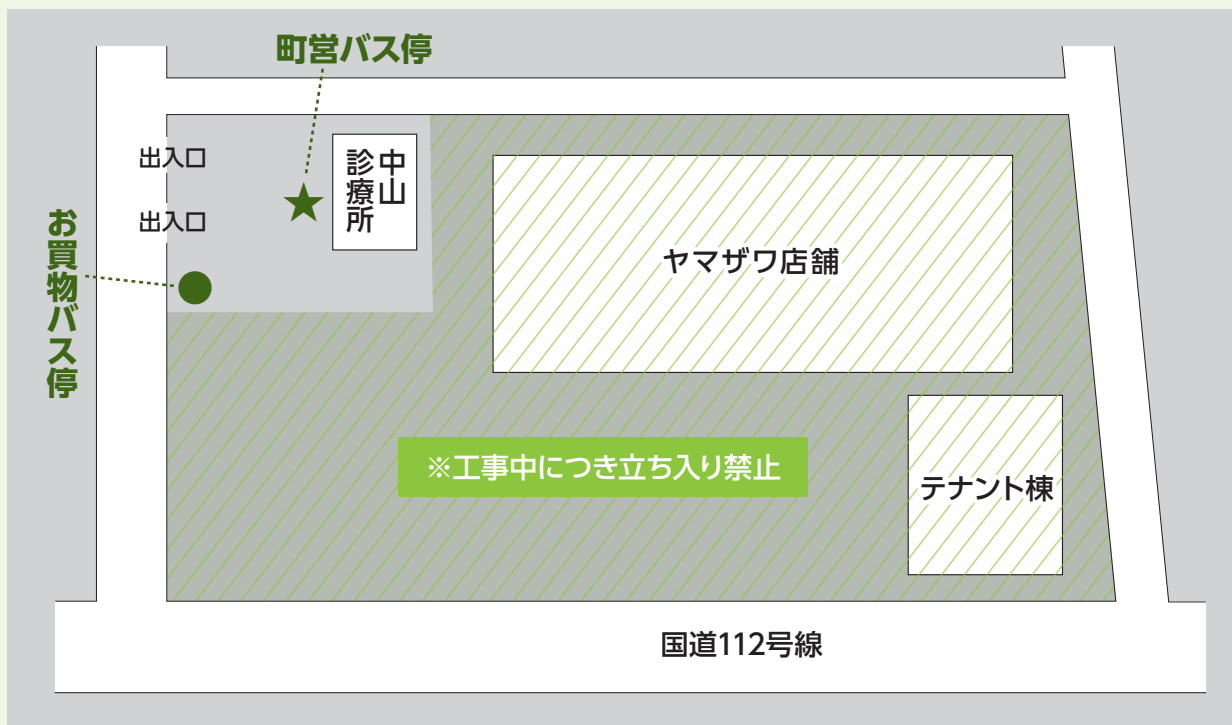 町営バス停
出入口
中山
診療所
出入口
お買物バス停
ヤマザワ店舗
※工事中につき立ち入り禁止
テナント棟
国道112号線